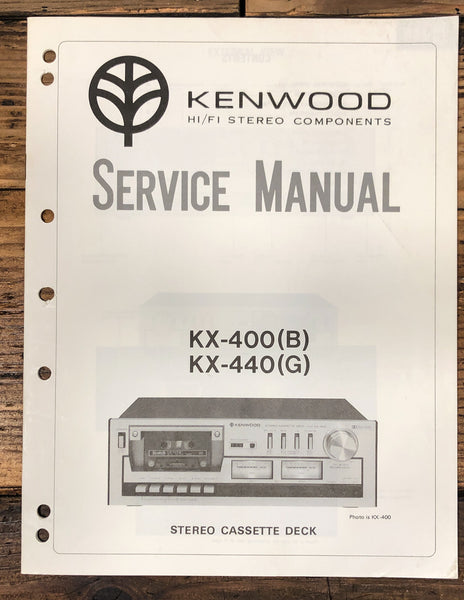 KENWOOD
HI/FI STEREO COMPONENTS
SERVICE MANUAL
KX-400(B)
KX-440(G)
KENWOOD
Photo is KX-400
STEREO CASSETTE DECK